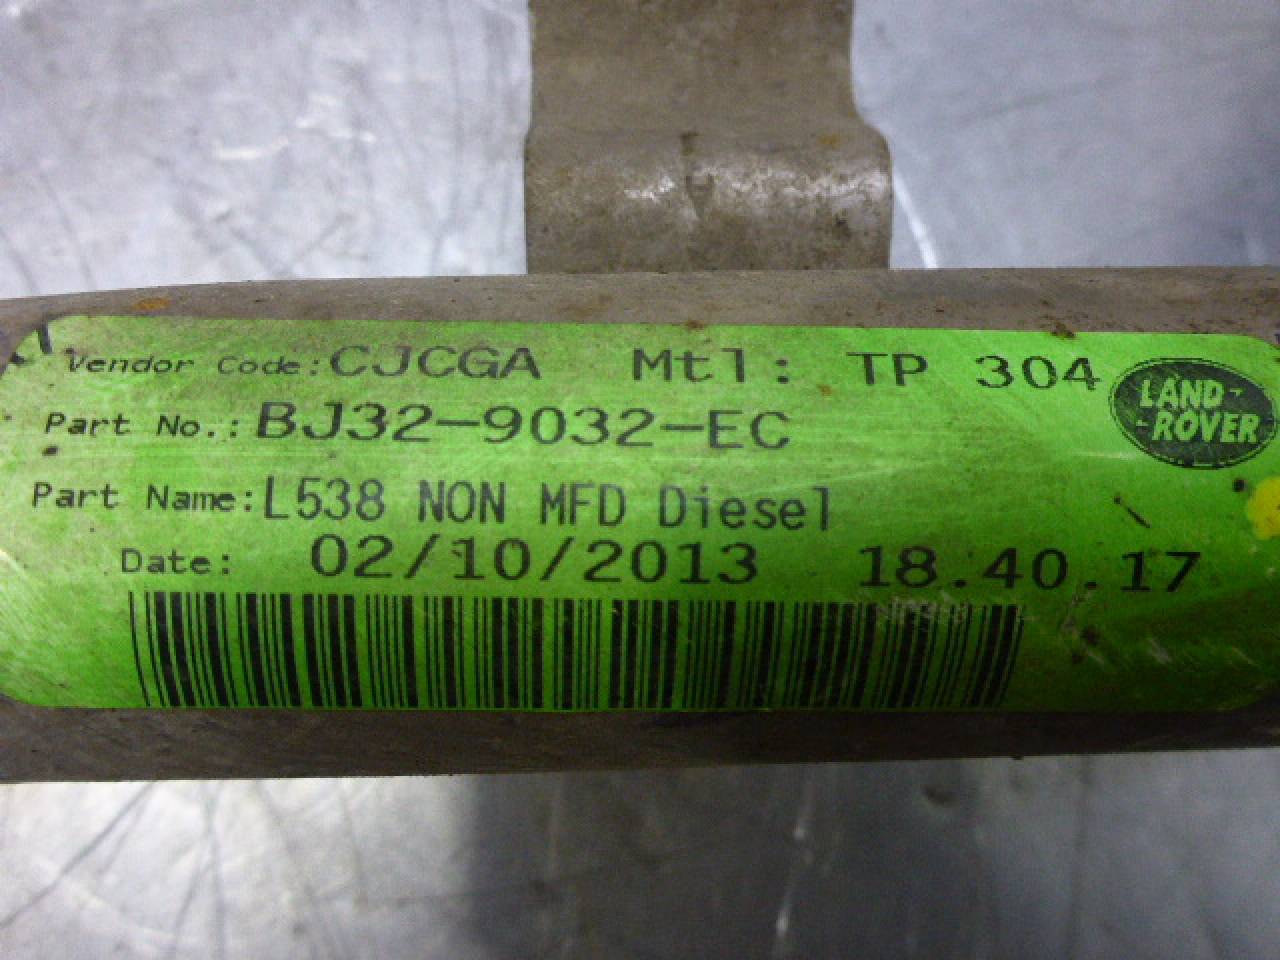 Vendor Code: CJCGA Mtl: TP 304
Part No.: BJ32-9032-EC
LAND-
-ROVER
Part Name: L538 NON MFD Diesel
Date: 02/10/2013 18.40.17